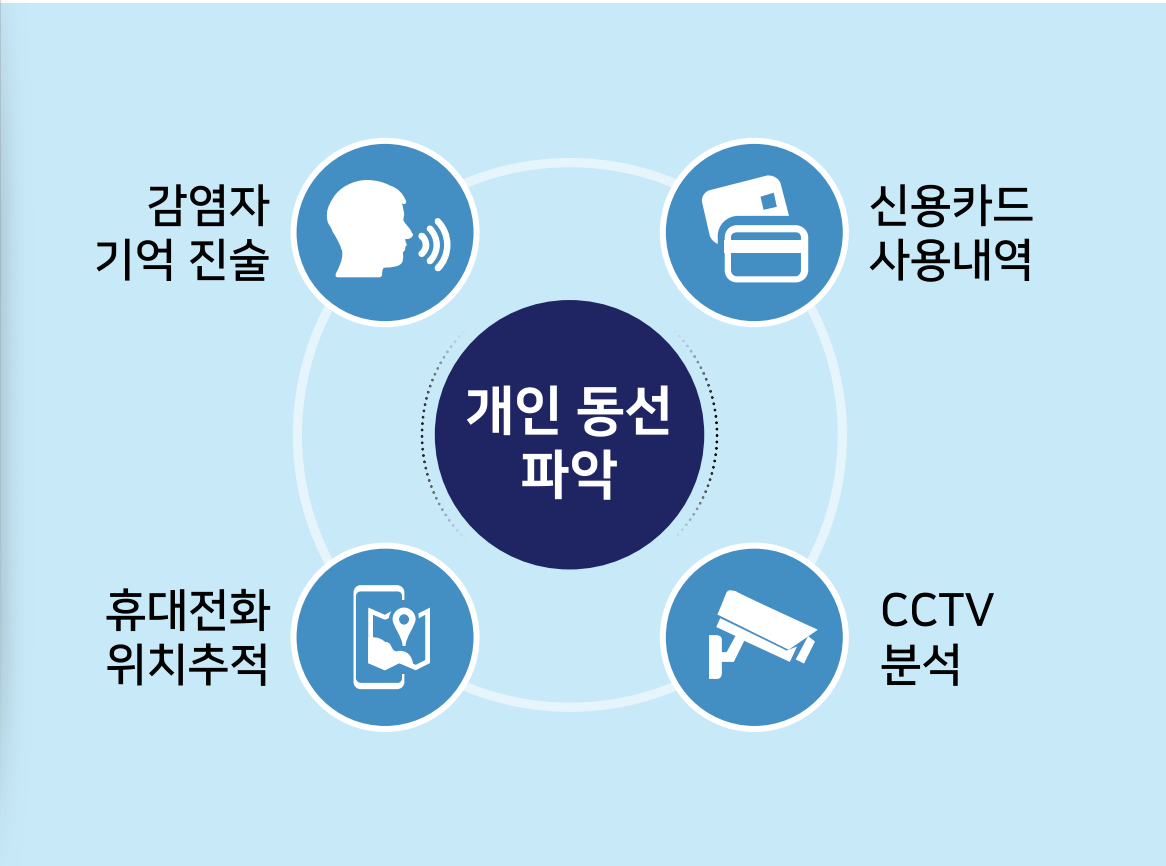 감염자
기억 진술
신용카드
사용내역
개인 동선
파악
휴대전화
위치추적
CCTV
분석